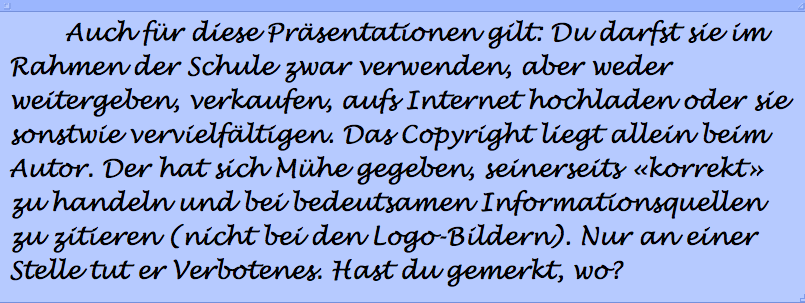 Auch für diese Präsentationen gilt: Du darfst sie im
Rahmen der Schule zwar verwenden, aber weder
weitergeben, verkaufen, aufs Internet hochladen oder sie
sonstwie vervielfältigen. Das Copyright liegt allein beim
Autor. Der hat sich Mühe gegeben, seinerseits «korrekt»
zu handeln und bei bedeutsamen Informationsquellen
zu zitieren (nicht bei den Logo-Bildern). Nur an einer
Stelle tut er Verbotenes. Hast du gemerkt, wo?